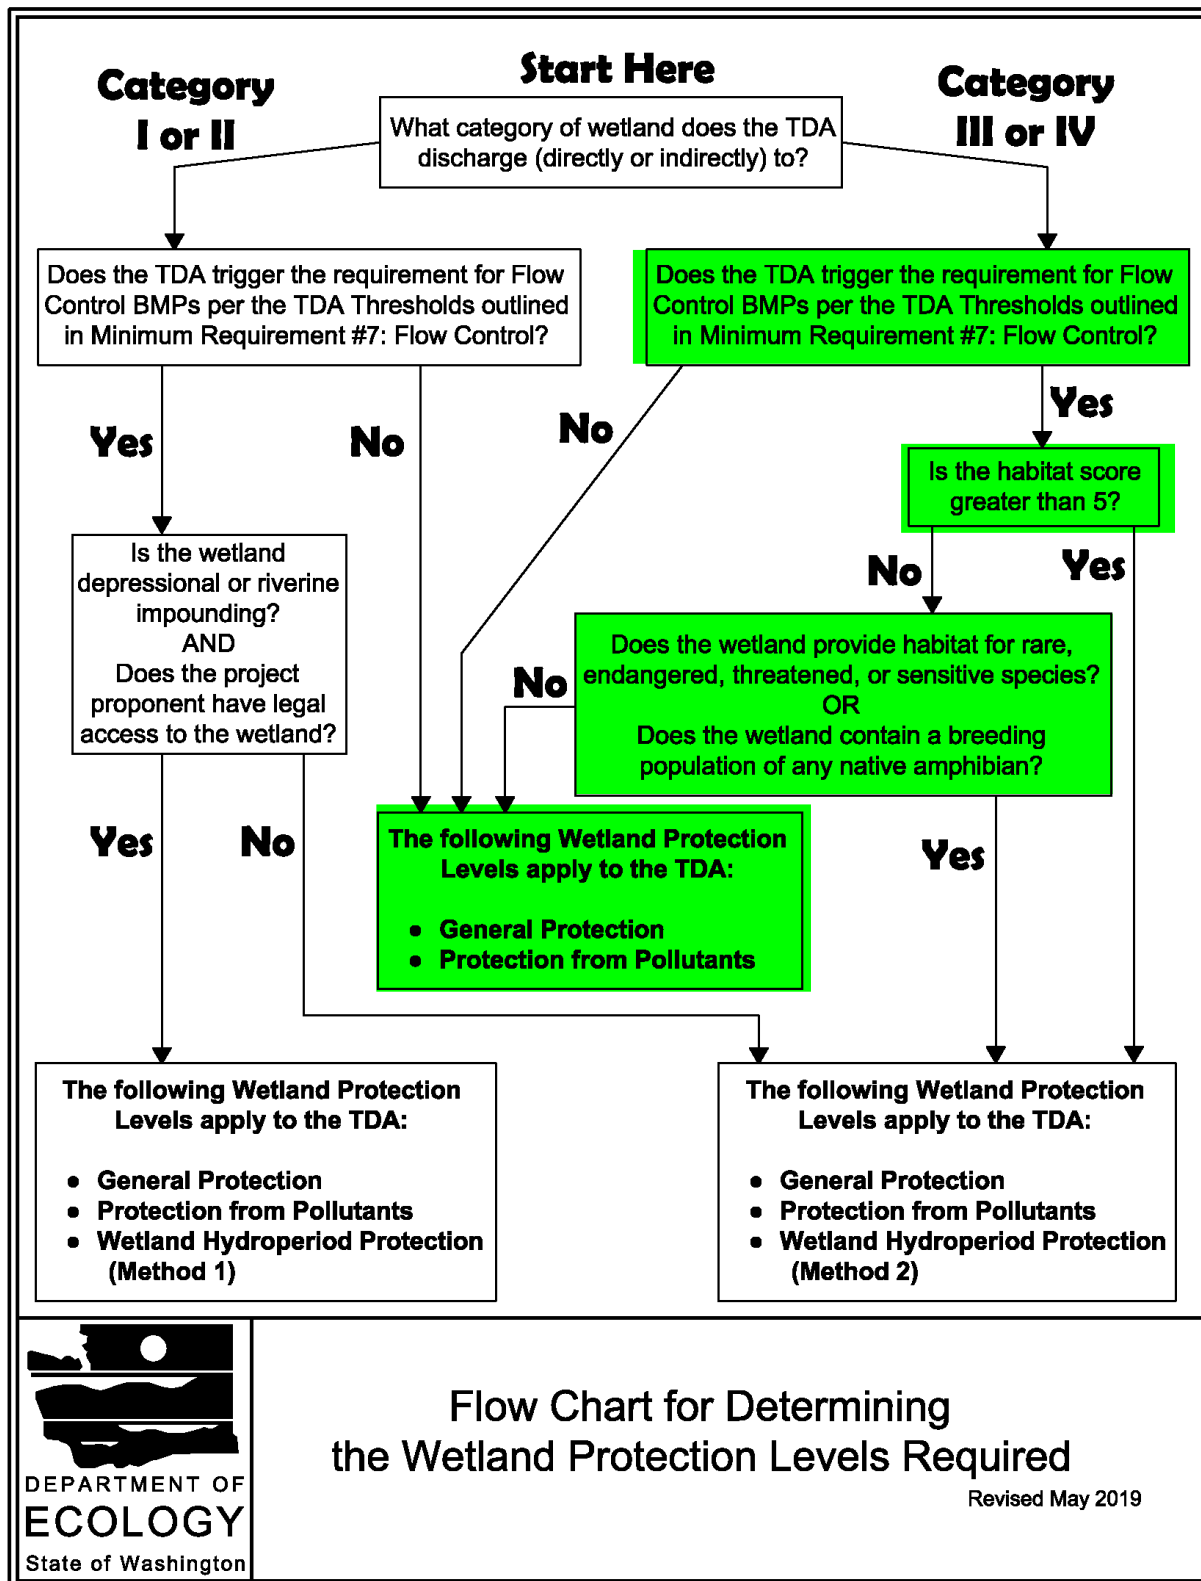 Start Here
Category
I or II
Category
III or IV
What category of wetland does the TDA
discharge (directly or indirectly) to?
Does the TDA trigger the requirement for Flow
Control BMPs per the TDA Thresholds outlined
in Minimum Requirement #7: Flow Control?
Does the TDA trigger the requirement for Flow
Control BMPs per the TDA Thresholds outlined
in Minimum Requirement #7: Flow Control?
Yes
No
No
Yes
Is the habitat score
greater than 5?
Is the wetland
depressional or riverine
impounding?
AND
Does the project
proponent have legal
access to the wetland?
No
Yes
Does the wetland provide habitat for rare,
endangered, threatened, or sensitive species?
OR
Does the wetland contain a breeding
population of any native amphibian?
No
Yes
No
Yes
The following Wetland Protection
Levels apply to the TDA:
• General Protection
• Protection from Pollutants
The following Wetland Protection
Levels apply to the TDA:
• General Protection
• Protection from Pollutants
• Wetland Hydroperiod Protection
(Method 1)
The following Wetland Protection
Levels apply to the TDA:
• General Protection
• Protection from Pollutants
• Wetland Hydroperiod Protection
(Method 2)
DEPARTMENT OF
ECOLOGY
State of Washington
Flow Chart for Determining
the Wetland Protection Levels Required
Revised May 2019